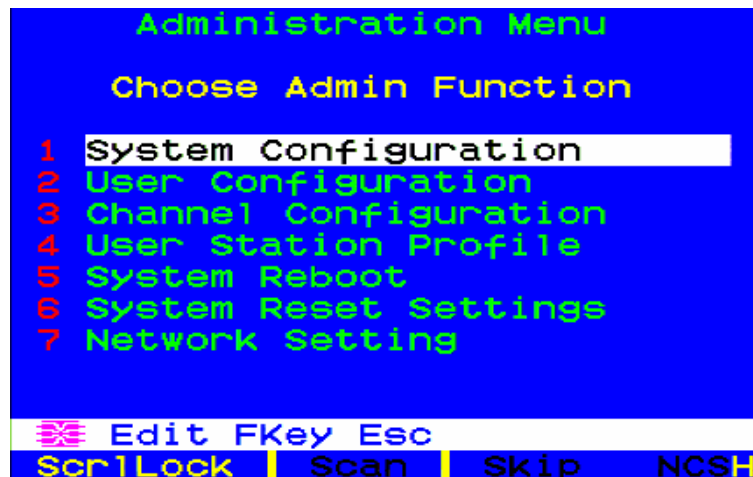 Administration Menu
Choose Admin Function
1 System Configuration
2 User Configuration
3 Channel Configuration
4 User Station Profile
5 System Reboot
6 System Reset Settings
7 Network Setting
Edit FKey Esc
ScrlLock Scan Skip NCSH